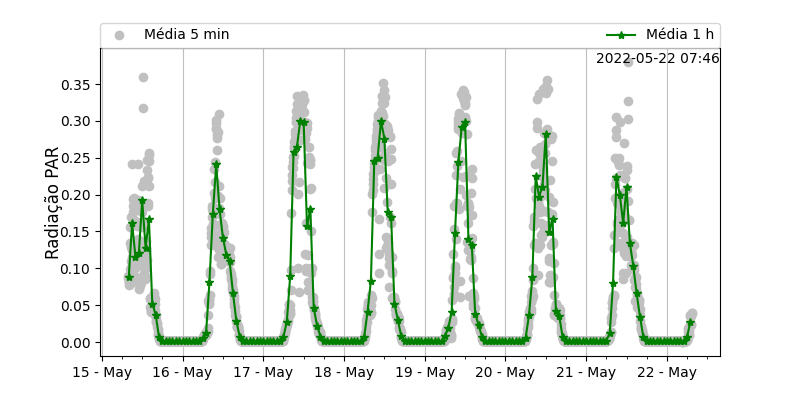 Média 5 min
Média 1 h
2022-05-22 07:46
Radiação PAR
0.35
0.30
0.25
0.20
0.15
0.10
0.05
0.00
15 - May
16 - May
17 - May
18 - May
19 - May
20 - May
21 - May
22 - May